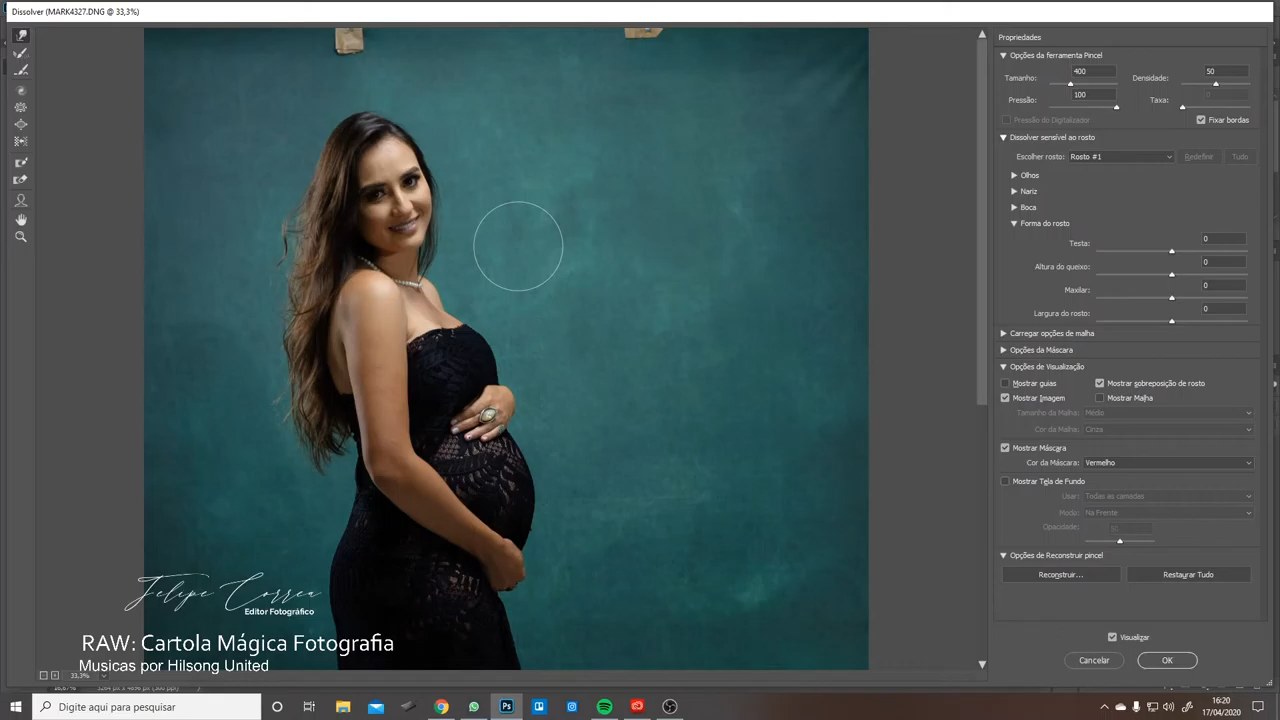 Dissolver (MARK4327.DNG @ 33,3%)
Propriedades
Opções da ferramenta Pincel
Tamanho: 400 Densidade: 50
Pressão: 100 Taxa: 0
Pressão do Digitalizador Fixar bordas
Dissolver sensível ao rosto
Escolher rosto: Rosto #1 Redefinir Tudo
Olhos
Nariz
Boca
Forma do rosto
Testa: 0
Altura do queixo: 0
Maxilar: 0
Largura do rosto: 0
Carregar opções de malha
Opções da Máscara
Opções de Visualização
Mostrar guias Mostrar sobreposição de rosto
Mostrar Imagem Mostrar Malha
Tamanho da Malha: Médio
Cor da Malha: Cinza
Mostrar Máscara
Cor da Máscara: Vermelho
Mostrar Tela de Fundo
Usar: Todas as camadas
Modo: Na Frente
Opacidade: 50
Opções de Reconstruir pincel
Reconstruir... Restaurar Tudo
Visualizar
Cancelar OK
Felipe Correa
Editor Fotográfico
RAW: Cartola Mágica Fotografia
Musicas por Hilsong United
33,3%
Digite aqui para pesquisar
16:20
17/04/2020